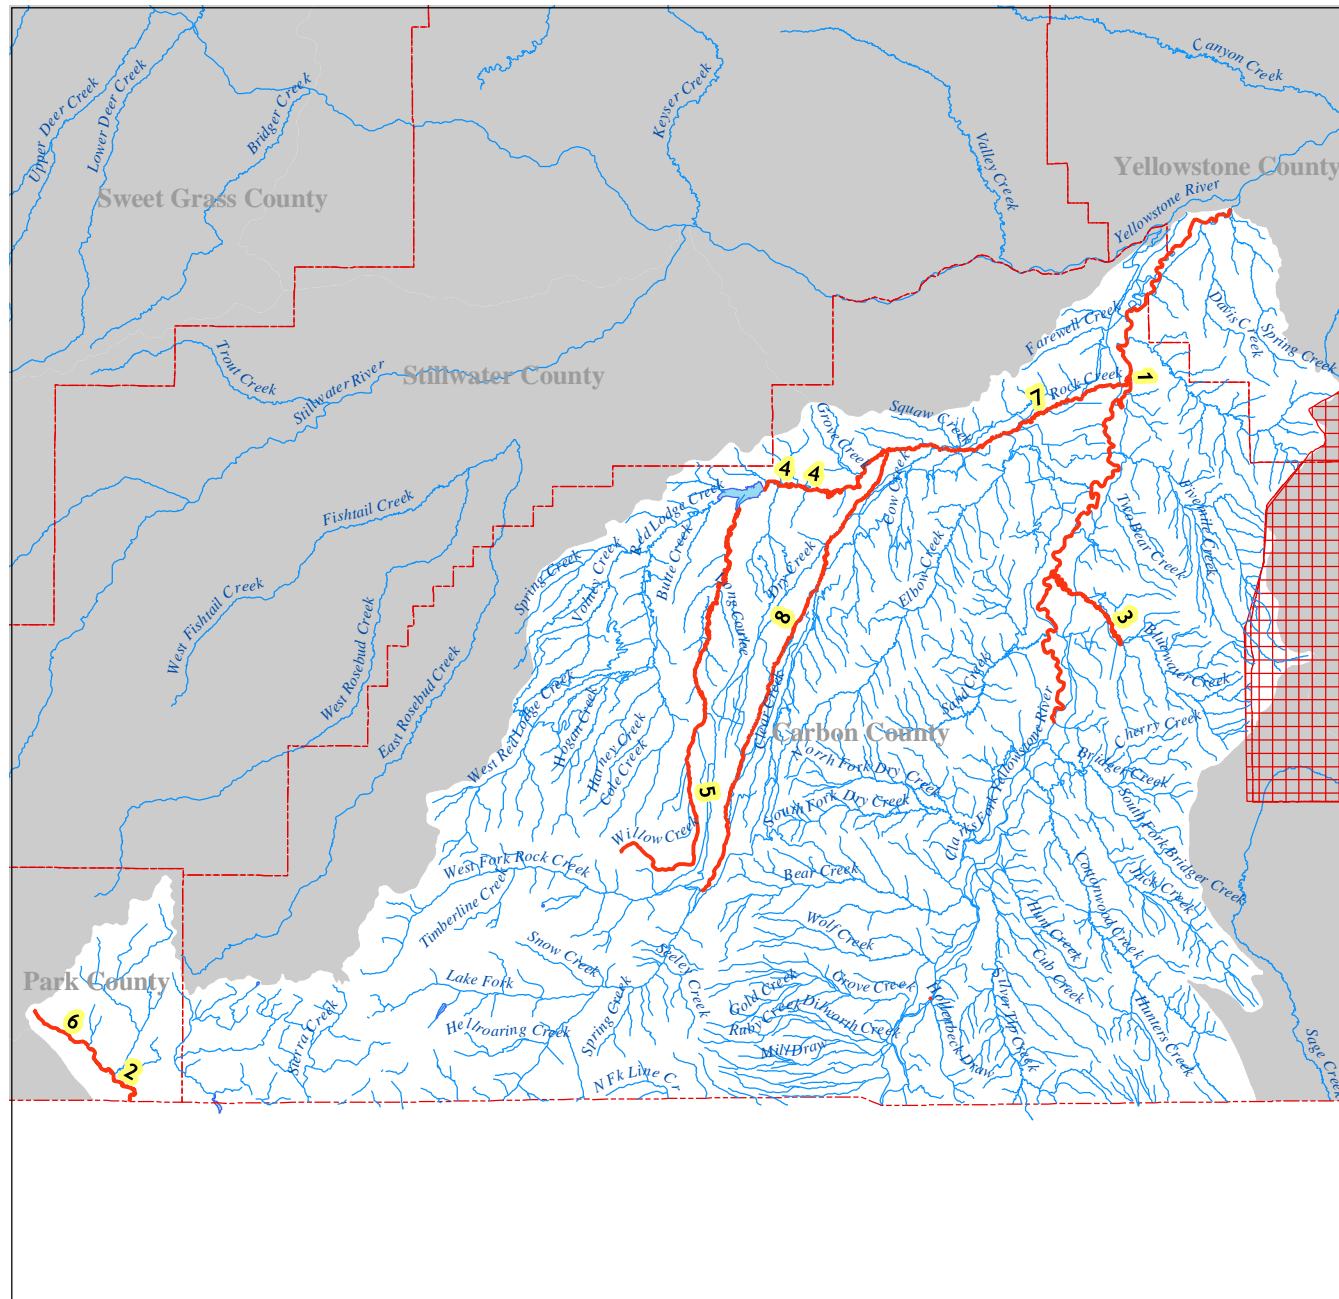 Canyon Creek
Keyser Creek
Upper Deer Creek
Lower Deer Creek
Bridger Creek
Valley Creek
Yellowstone County
Sweet Grass County
Yellowstone River
Davis Creek
Spring Creek
Farewell Creek
Trout Creek
Stillwater River
Stillwater County
Rock Creek
1
7
Squaw Creek
Grove Creek
4
4
Red Lodge Creek
Cow Creek
Fishtail Creek
Two Bear Creek
Fivemile Creek
Butte Creek
Volney Creek
Spring Creek
Dry Creek
Elbow Creek
West Fishtail Creek
West Rosebud Creek
East Rosebud Creek
8
3
Bluewater Creek
Sand Creek
West Red Lodge Creek
Hogan Creek
Harney Creek
Cole Creek
Clear Creek
Carbon County
Cherry Creek
Bridger Creek
North Fork Dry Creek
South Fork Dry Creek
Clarks Fork Yellowstone River
South Fork Bridger Creek
5
Willow Creek
West Fork Rock Creek
Timberline Creek
Bear Creek
Cottonwood Creek
Jack Creek
Wolf Creek
Hunt Creek
Cub Creek
Snow Creek
Seeley Creek
Park County
Lake Fork
Gold Creek
Grove Creek
Ruby Creek
Dilworth Creek
Hollenbeck Draw
Silver Tip Creek
Hunters Creek
6
Sierra Creek
Hellroaring Creek
Spring Creek
Mill Draw
2
N Fk Line Cr
Sage Creek